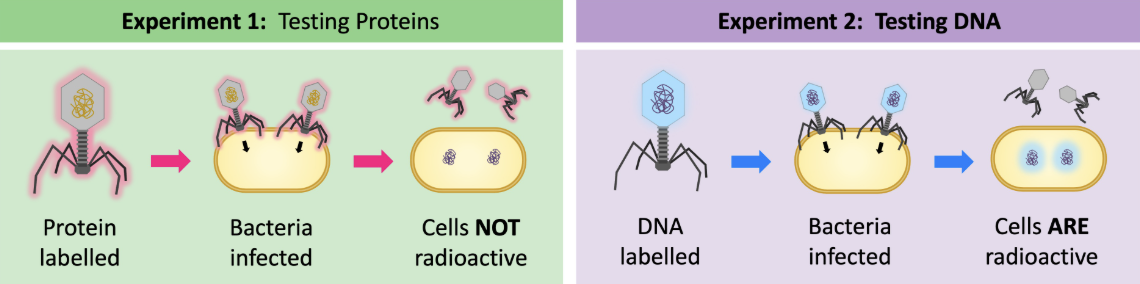 Experiment 1:  Testing Proteins
Protein
labelled
Bacteria
infected
Cells NOT
radioactive
Experiment 2:  Testing DNA
DNA
labelled
Bacteria
infected
Cells ARE
radioactive